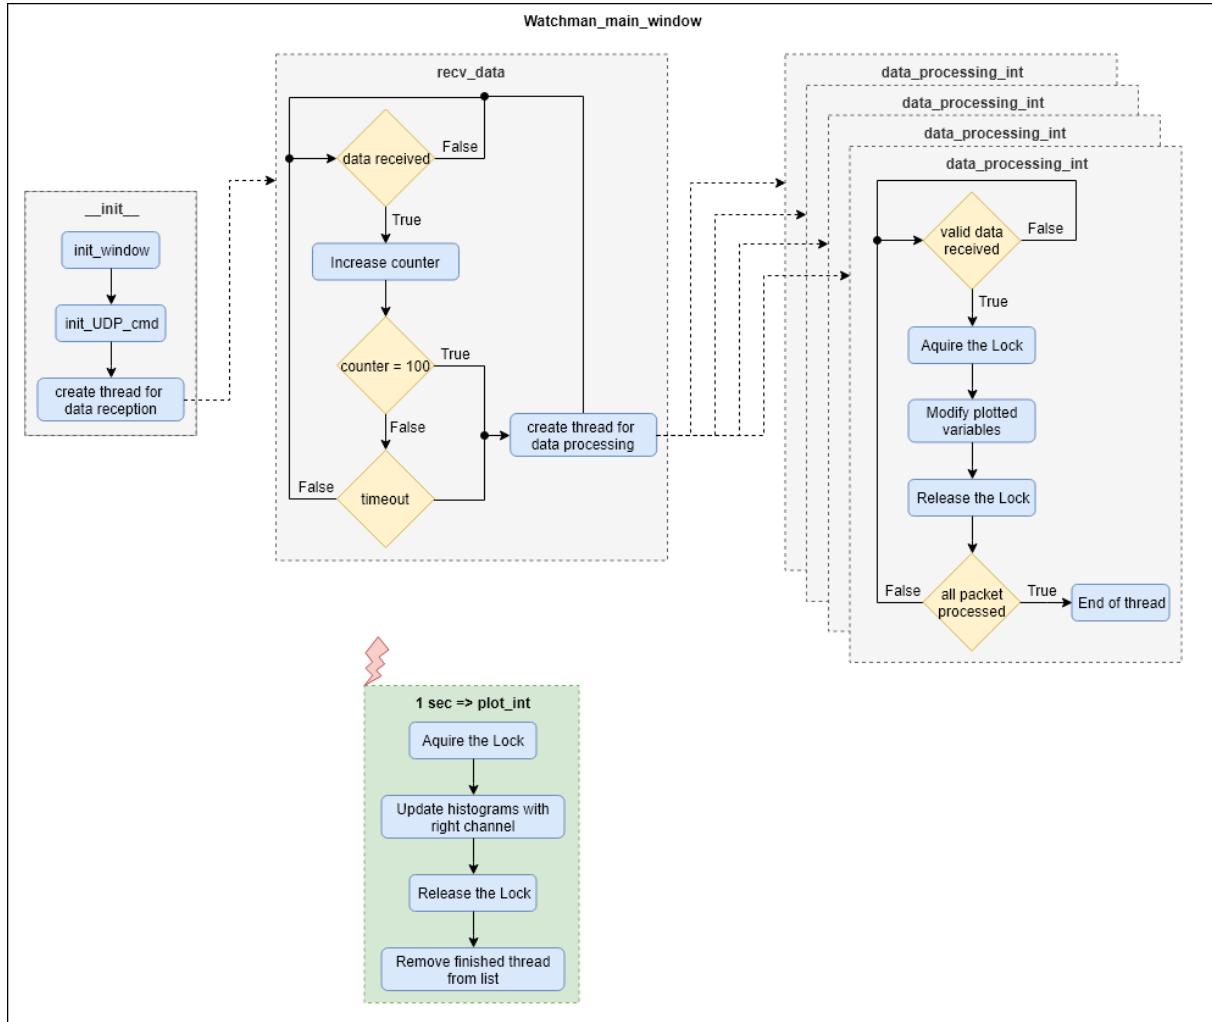 Watchman_main_window
__init__
init_window
init_UDP_cmd
create thread for
data reception
recv_data
data received
False
True
Increase counter
counter = 100
True
False
timeout
False
create thread for
data processing
data_processing_int
data_processing_int
data_processing_int
data_processing_int
valid data
received
False
True
Aquire the Lock
Modify plotted
variables
Release the Lock
all packet
processed
False
True
End of thread
1 sec => plot_int
Aquire the Lock
Update histograms with
right channel
Release the Lock
Remove finished thread
from list